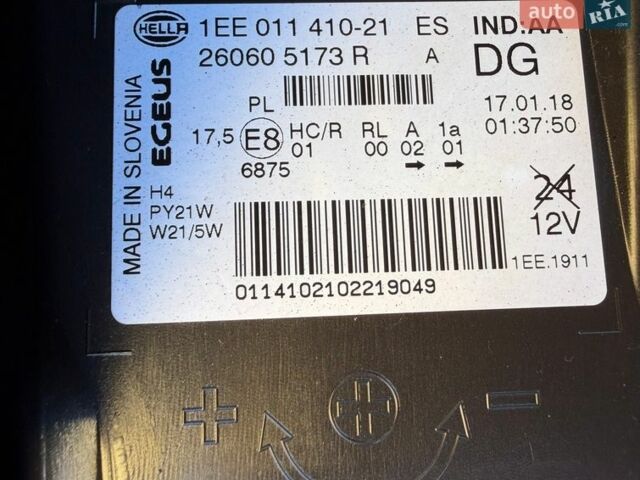 HELLA 1EE 011 410-21 ES IND:AA
26060 5173 R A DG
PL 17.01.18
17,5 E8 HC/R RL A 1a 01:37:50
01 00 02 01
6875
MADE IN SLOVENIA
EGEUS
H4
PY21W
W21/5W
24
12V
1EE.1911
0114102102219049
auto RIA.com